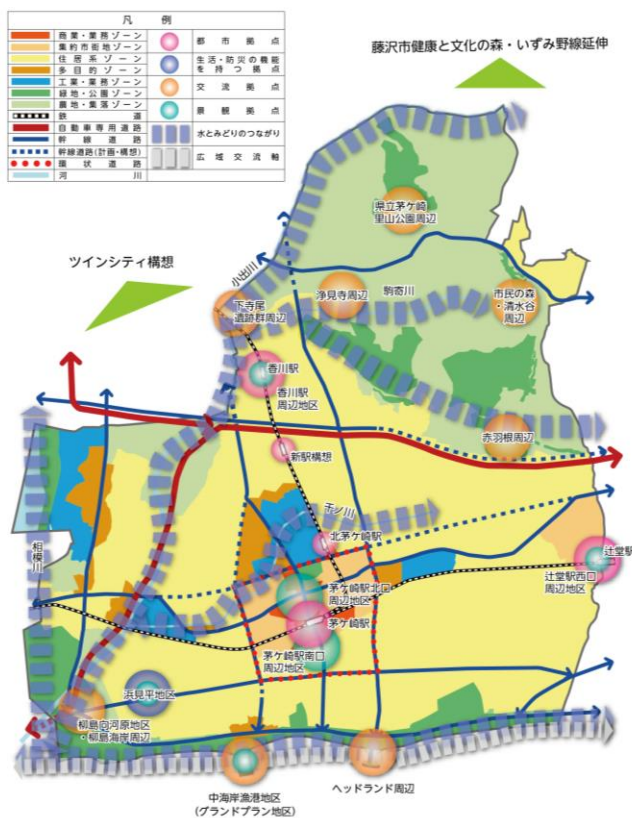 凡例
商業・業務ゾーン
集約市街地ゾーン
住居系ゾーン
多目的ゾーン
工業・業務ゾーン
緑地・公園ゾーン
農地・集落ゾーン
鉄道
自動車専用道路
幹線道路
幹線道路(計画・構想)
環状道路
河川
都市拠点
生活・防災の機能
を持つ拠点
交流拠点
景観拠点
水とみどりのつながり
広域交流軸
藤沢市健康と文化の森・いずみ野線延伸
ツインシティ構想
県立茅ケ崎
里山公園周辺
小出川
下寺尾
遺跡群周辺
浄見寺周辺
駒寄川
市民の森
・清水谷
周辺
香川駅
香川駅
周辺地区
赤羽根周辺
新駅構想
千ノ川
北茅ケ崎駅
相模川
辻堂駅
辻堂駅西口
周辺地区
茅ケ崎駅北口
周辺地区
茅ケ崎駅
茅ケ崎駅南口
周辺地区
浜見平地区
柳島向河原地区
・柳島海岸周辺
中海岸漁港地区
(グランドプラン地区)
ヘッドランド周辺